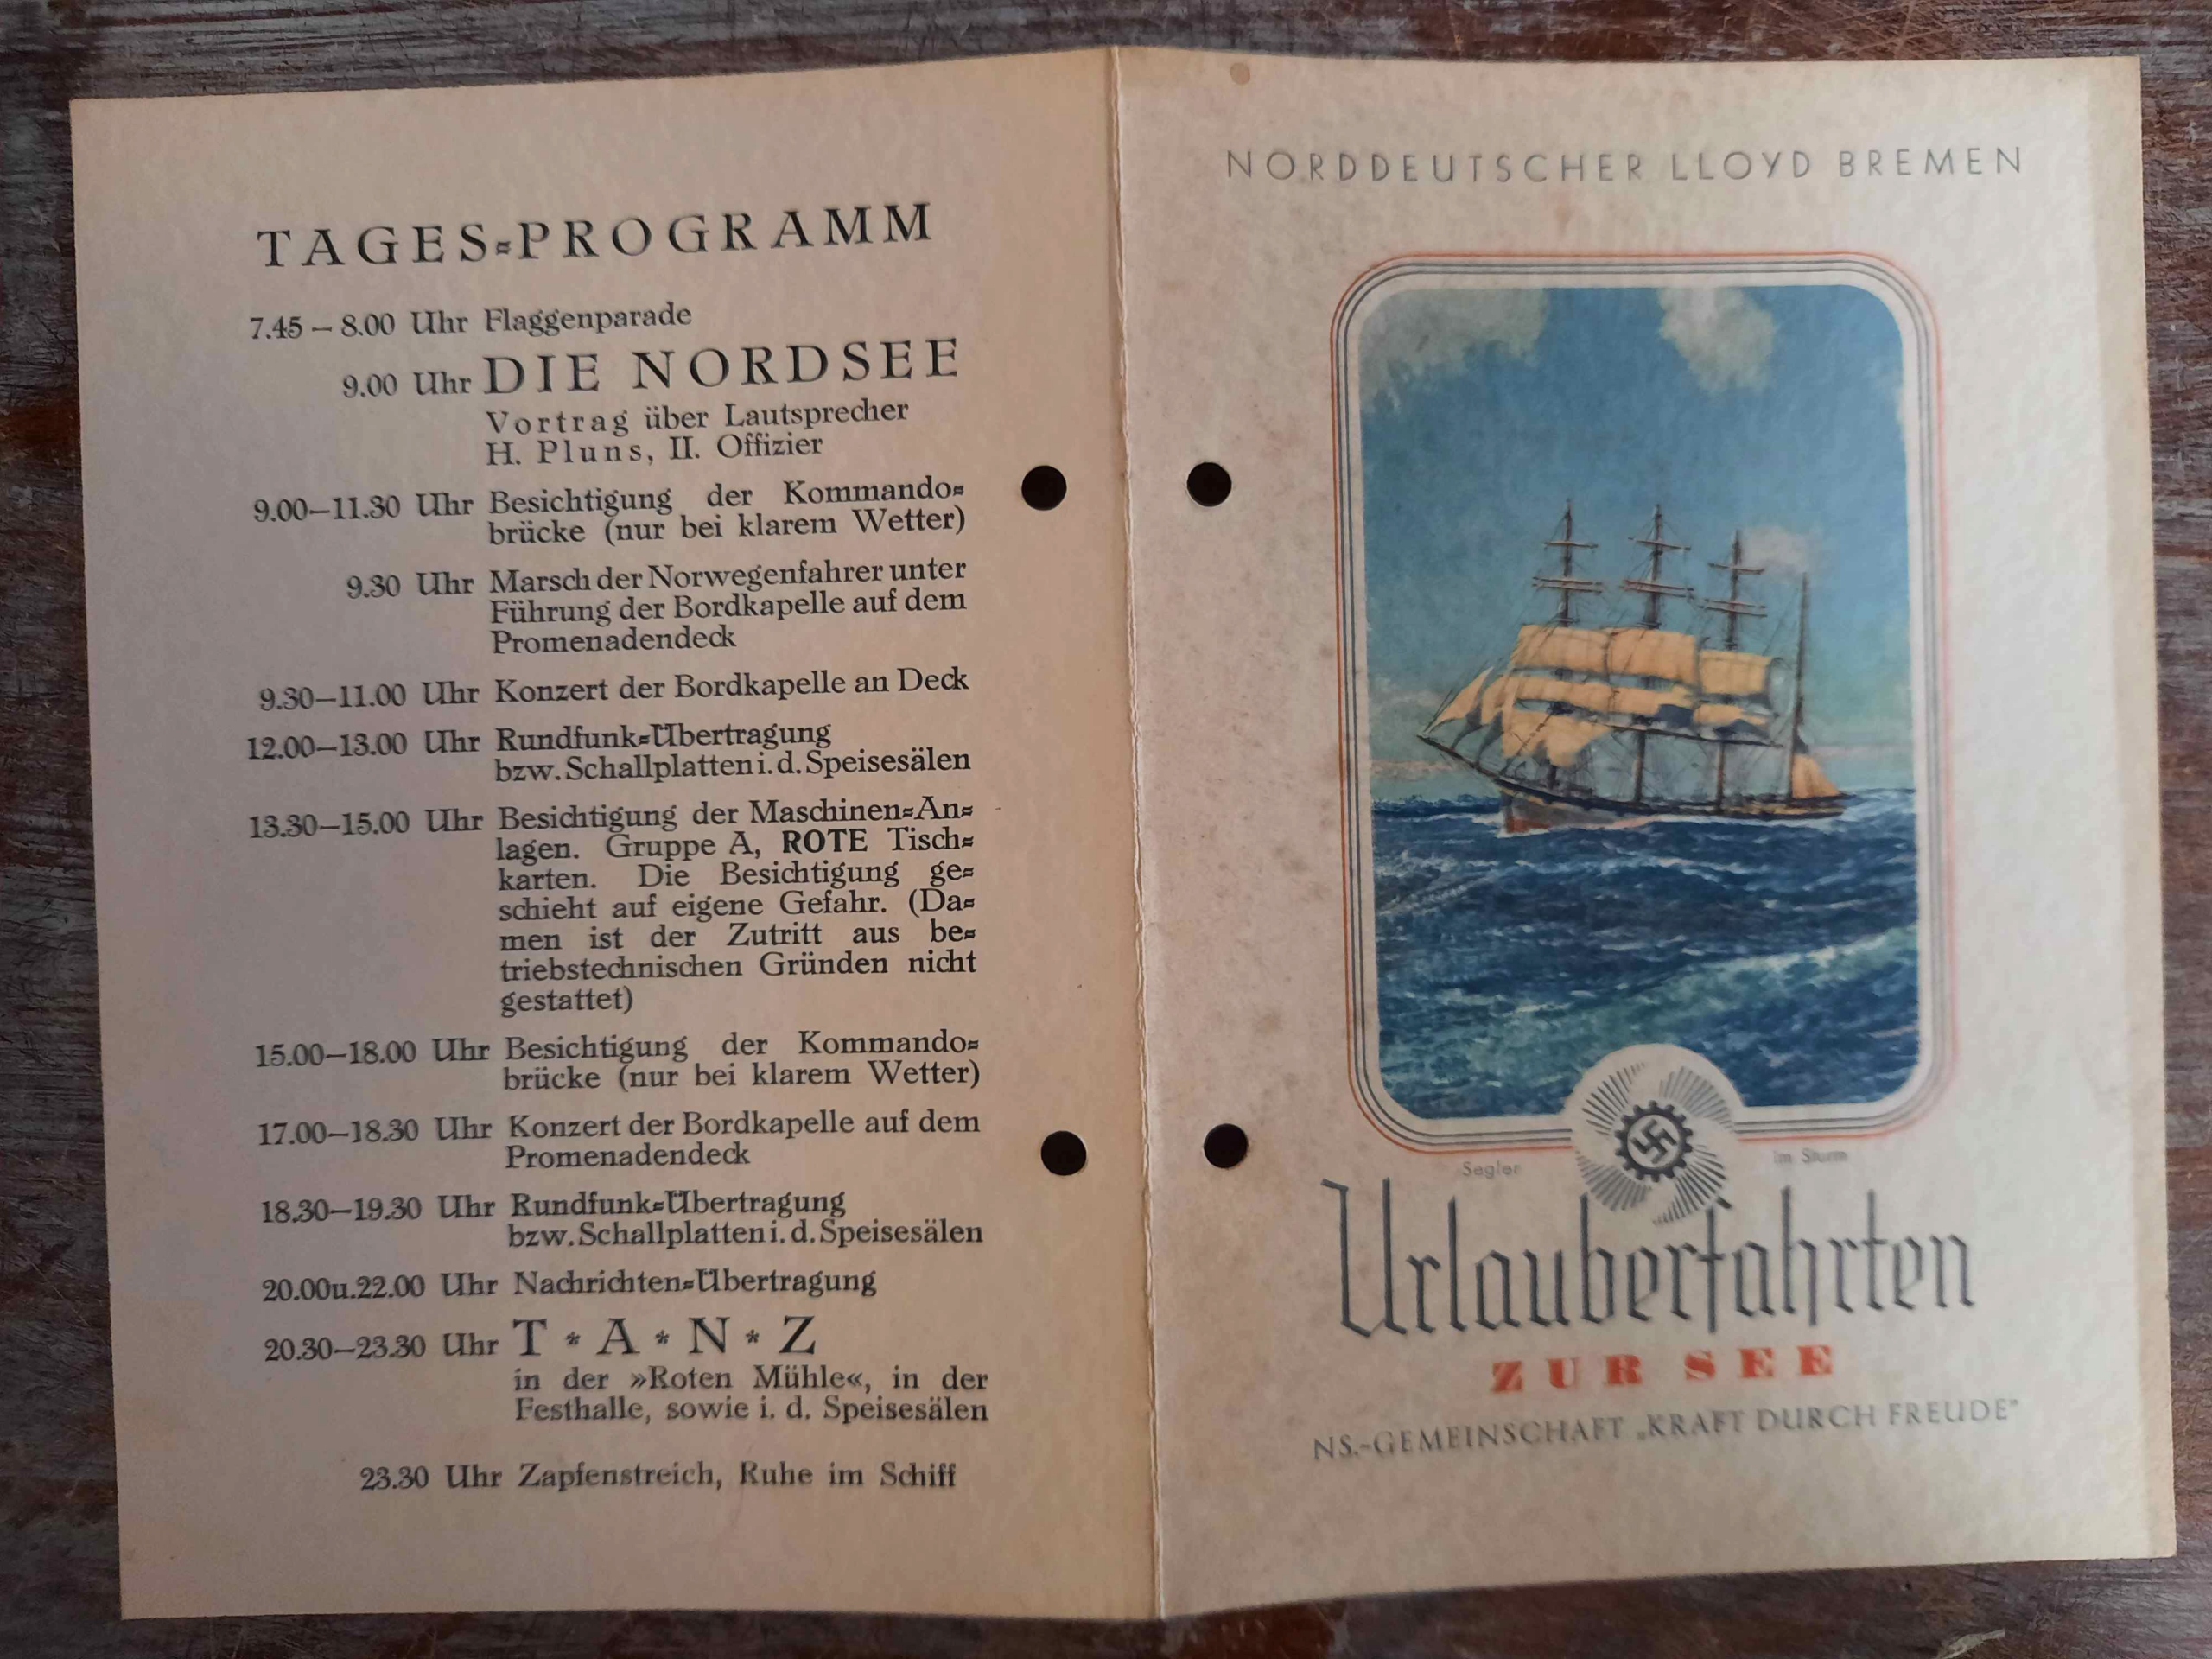 TAGES=PROGRAMM
7.45 – 8.00 Uhr Flaggenparade
9.00 Uhr DIE NORDSEE
Vortrag über Lautsprecher
H. Pluns, II. Offizier
9.00–11.30 Uhr Besichtigung der Kommando=
brücke (nur bei klarem Wetter)
9.30 Uhr Marsch der Norwegenfahrer unter
Führung der Bordkapelle auf dem
Promenadendeck
9.30–11.00 Uhr Konzert der Bordkapelle an Deck
12.00–13.00 Uhr Rundfunk=Übertragung
bzw. Schallplatten i. d. Speisesälen
13.30–15.00 Uhr Besichtigung der Maschinen=An=
lagen. Gruppe A, ROTE Tisch=
karten. Die Besichtigung ge=
schieht auf eigene Gefahr. (Da=
men ist der Zutritt aus be=
triebstechnischen Gründen nicht
gestattet)
15.00–18.00 Uhr Besichtigung der Kommando=
brücke (nur bei klarem Wetter)
17.00–18.30 Uhr Konzert der Bordkapelle auf dem
Promenadendeck
18.30–19.30 Uhr Rundfunk=Übertragung
bzw. Schallplatten i. d. Speisesälen
20.00 u. 22.00 Uhr Nachrichten=Übertragung
20.30–23.30 Uhr T * A * N * Z
in der »Roten Mühle«, in der
Festhalle, sowie i. d. Speisesälen
23.30 Uhr Zapfenstreich, Ruhe im Schiff
NORDDEUTSCHER LLOYD BREMEN
Segler im Sturm
Urlauberfahrten
ZUR SEE
NS.-GEMEINSCHAFT „KRAFT DURCH FREUDE"